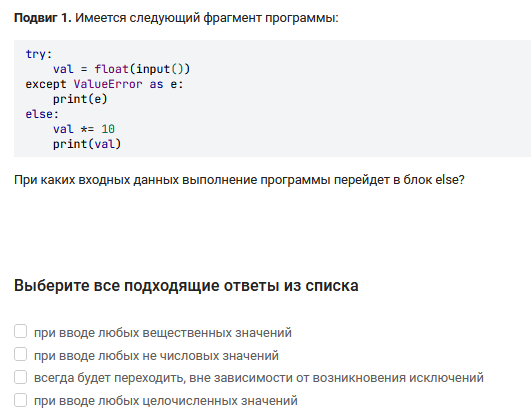 Подвиг 1. Имеется следующий фрагмент программы:
try:
    val = float(input())
except ValueError as e:
    print(e)
else:
    val *= 10
    print(val)
При каких входных данных выполнение программы перейдет в блок else?
Выберите все подходящие ответы из списка
при вводе любых вещественных значений
при вводе любых не числовых значений
всегда будет переходить, вне зависимости от возникновения исключений
при вводе любых целочисленных значений